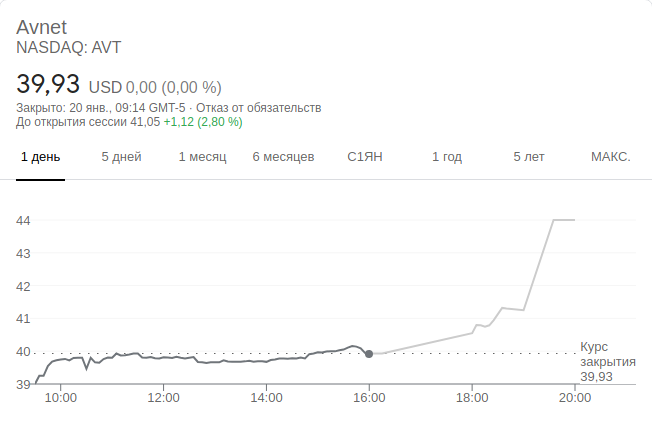 Avnet
NASDAQ: AVT
39,93 USD 0,00 (0,00 %)
Закрыто: 20 янв., 09:14 GMT-5 · Отказ от обязательств
До открытия сессии 41,05 +1,12 (2,80 %)
1 день 5 дней 1 месяц 6 месяцев С1ЯН 1 год 5 лет МАКС.
44
43
42
41
40
39
Курс
закрытия
39,93
10:00 12:00 14:00 16:00 18:00 20:00